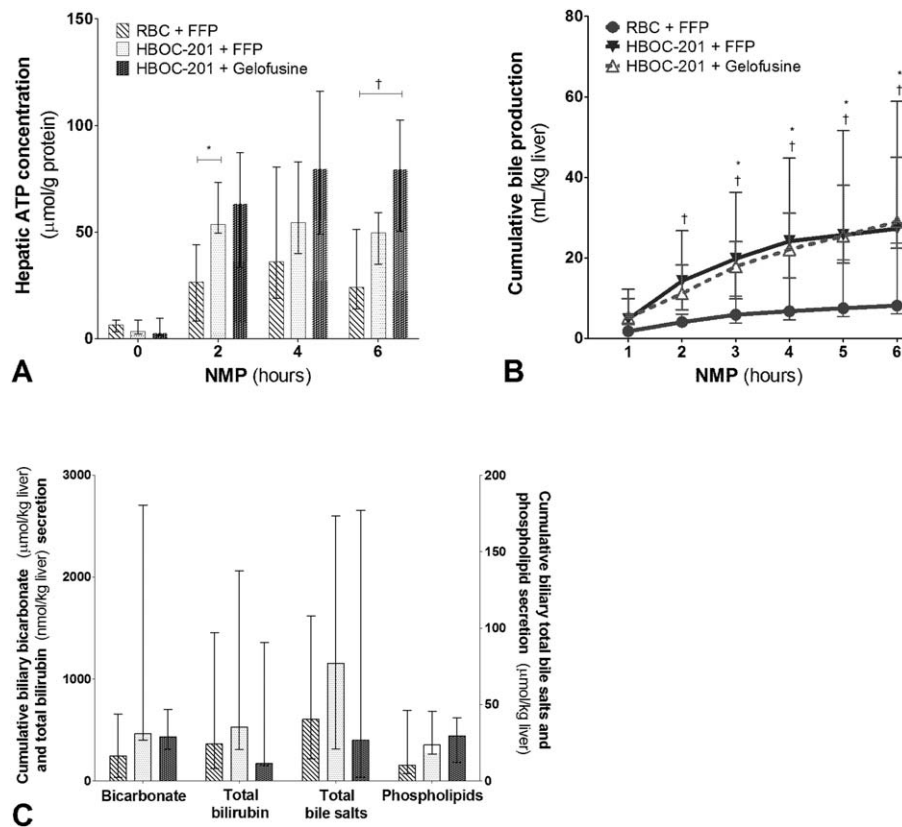 RBC + FFP
HBOC-201 + FFP
HBOC-201 + Gelofusine
Hepatic ATP concentration
(μmol/g protein)
150
100
50
0
*
†
0 2 4 6
NMP (hours)
A
RBC + FFP
HBOC-201 + FFP
HBOC-201 + Gelofusine
Cumulative bile production
(mL/kg liver)
80
60
40
20
0
†
*
†
*
†
*
†
*
†
1 2 3 4 5 6
NMP (hours)
B
Cumulative biliary bicarbonate (μmol/kg liver)
and total bilirubin (nmol/kg liver) secretion
3000
2000
1000
500
0
200
150
100
50
0
Cumulative biliary total bile salts and
phospholipid secretion (μmol/kg liver)
Bicarbonate Total Total Phospholipids
bilirubin bile salts
C